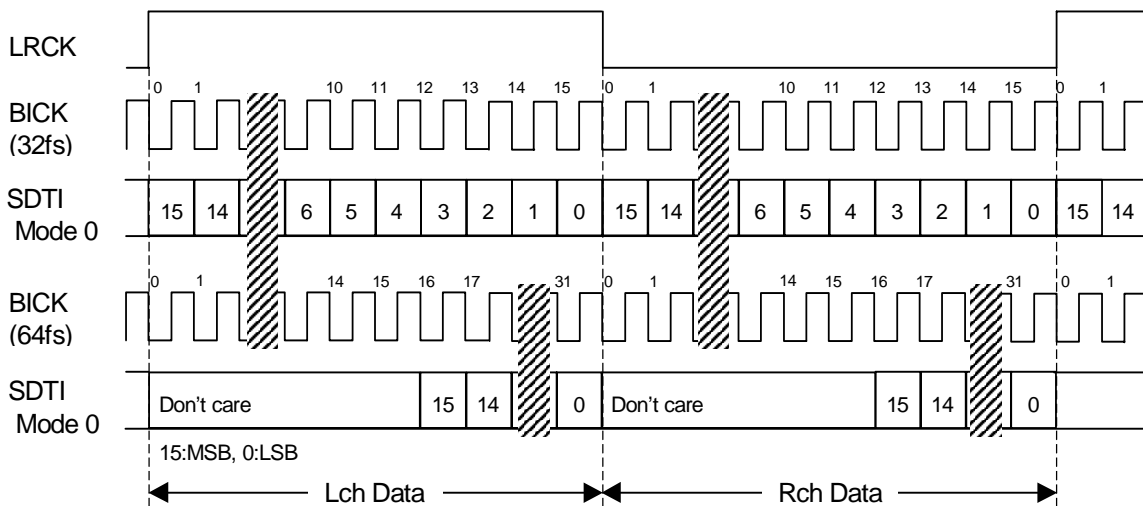 LRCK
0 1 10 11 12 13 14 15 0 1 10 11 12 13 14 15 0 1
BICK
(32fs)
SDTI
Mode 0
15 14 6 5 4 3 2 1 0 15 14 6 5 4 3 2 1 0 15 14
0 1 14 15 16 17 31 0 1 14 15 16 17 31 0 1
BICK
(64fs)
SDTI
Mode 0
Don't care 15 14 0 Don't care 15 14 0
15:MSB, 0:LSB
Lch Data Rch Data